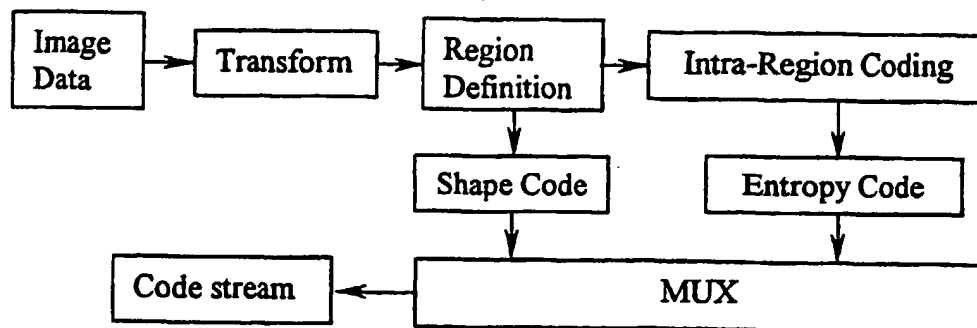 Image
Data
Transform
Region
Definition
Intra-Region Coding
Shape Code
Entropy Code
Code stream
MUX